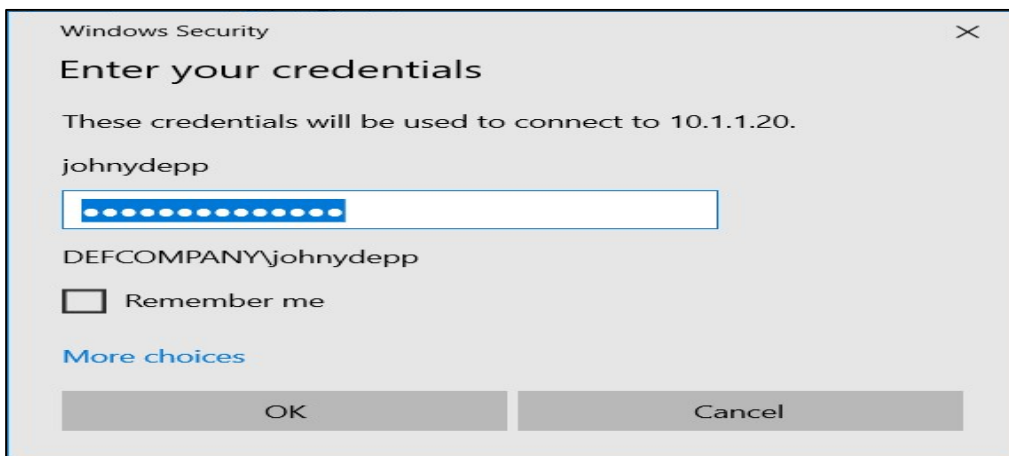 Windows Security
Enter your credentials
These credentials will be used to connect to 10.1.1.20.
johnydepp
••••••••••••••
DEFCOMPANY\johnydepp
Remember me
More choices
OK
Cancel